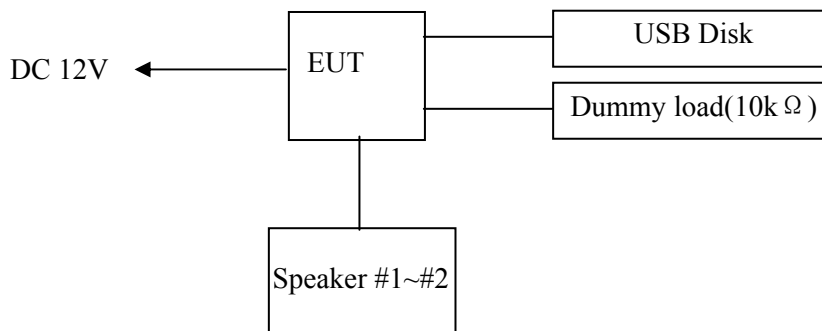 USB Disk
DC 12V
EUT
Dummy load(10kΩ)
Speaker #1~#2